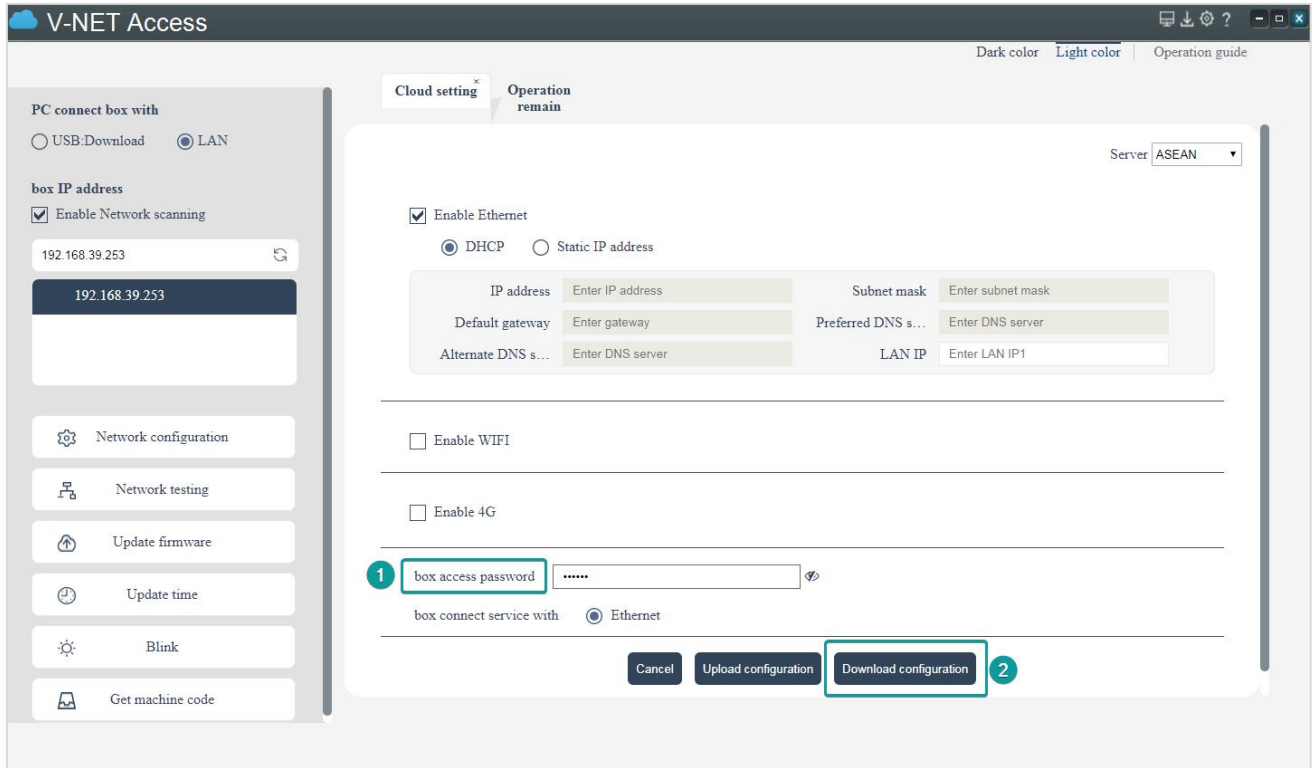 V-NET Access
?
Dark color Light color Operation guide
PC connect box with
USB:Download LAN
box IP address
Enable Network scanning
192.168.39.253
192.168.39.253
Network configuration
Network testing
Update firmware
Update time
Blink
Get machine code
Cloud setting ×
Operation
remain
Server ASEAN
Enable Ethernet
DHCP Static IP address
IP address Enter IP address Subnet mask Enter subnet mask
Default gateway Enter gateway Preferred DNS s... Enter DNS server
Alternate DNS s... Enter DNS server LAN IP Enter LAN IP1
Enable WIFI
Enable 4G
1 box access password ••••••
box connect service with Ethernet
Cancel Upload configuration Download configuration 2